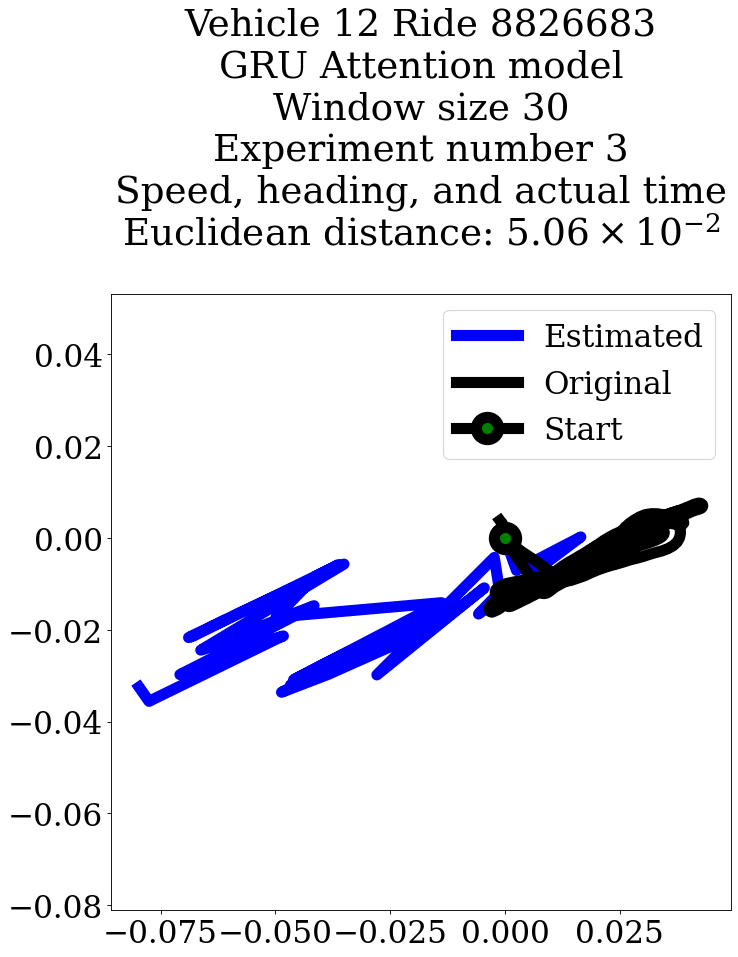 Vehicle 12 Ride 8826683
GRU Attention model
Window size 30
Experiment number 3
Speed, heading, and actual time
Euclidean distance: 5.06 × 10⁻²
Estimated
Original
Start
0.04
0.02
0.00
−0.02
−0.04
−0.06
−0.08
−0.075 −0.050 −0.025 0.000 0.025